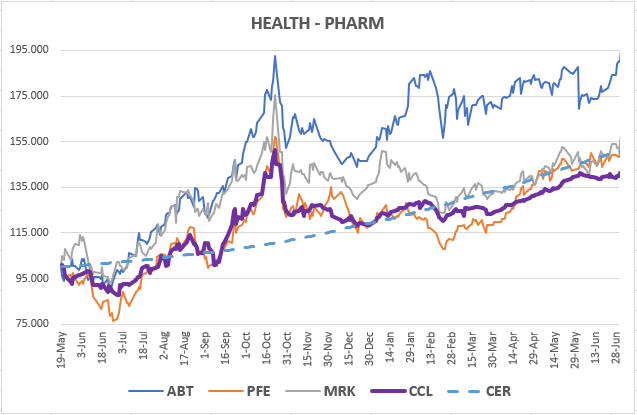 HEALTH - PHARM
195.000
175.000
155.000
135.000
115.000
95.000
75.000
19-May
3-Jun
18-Jun
3-Jul
18-Jul
2-Aug
17-Aug
1-Sep
16-Sep
1-Oct
16-Oct
31-Oct
15-Nov
30-Nov
15-Dec
30-Dec
14-Jan
29-Jan
13-Feb
28-Feb
15-Mar
30-Mar
14-Apr
29-Apr
14-May
29-May
13-Jun
28-Jun
ABT PFE MRK CCL CER